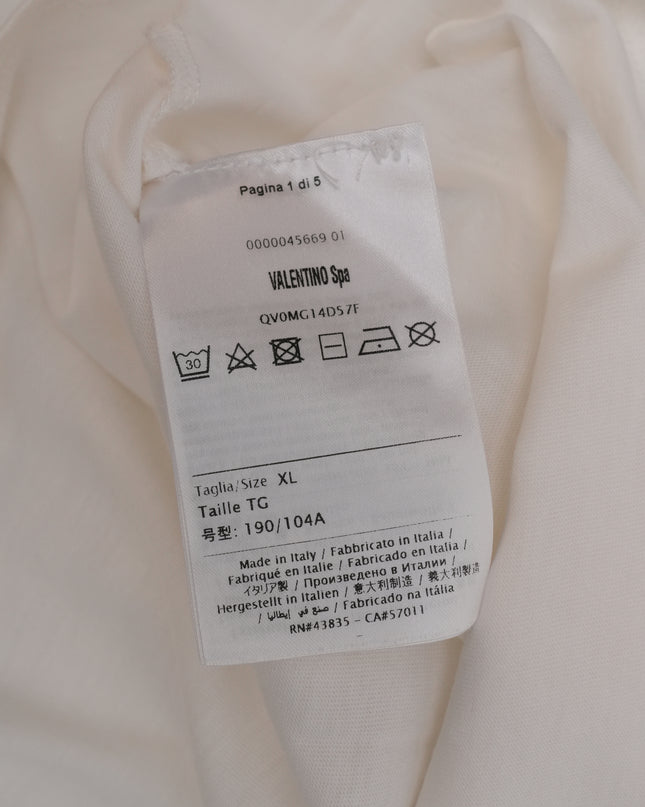 Pagina 1 di 5
0000045669 01
VALENTINO Spa
QV0MG14D57F
30
Taglia/Size XL
Taille TG
号型: 190/104A
Made in Italy / Fabbricato in Italia /
Fabriqué en Italie / Fabricado en Italia /
イタリア製 / Произведено в Италии /
Hergestellt in Italien / 意大利制造 / 義大利製造
/ صنع في إيطاليا / Fabricado na Itália
RN#43835 - CA#57011